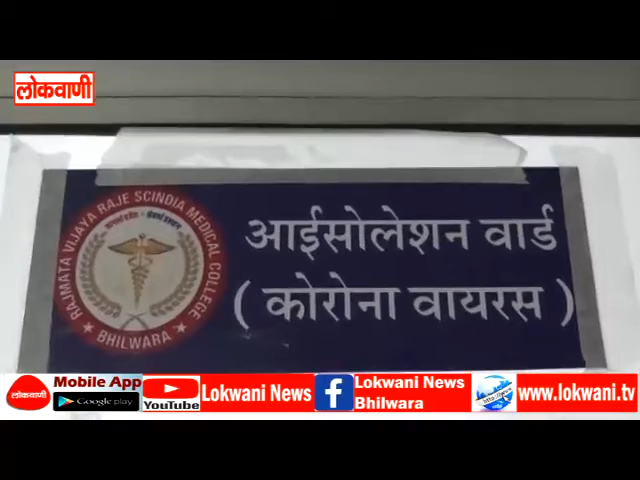 लोकवाणी
RAJMATA VIJAYA RAJE SCINDIA MEDICAL COLLEGE
★ BHILWARA ★
आईसोलेशन वार्ड
( कोरोना वायरस )
लोकवाणी
Mobile App
Google play
YouTube
Lokwani News
Lokwani News
Bhilwara
http://
www.lokwani.tv